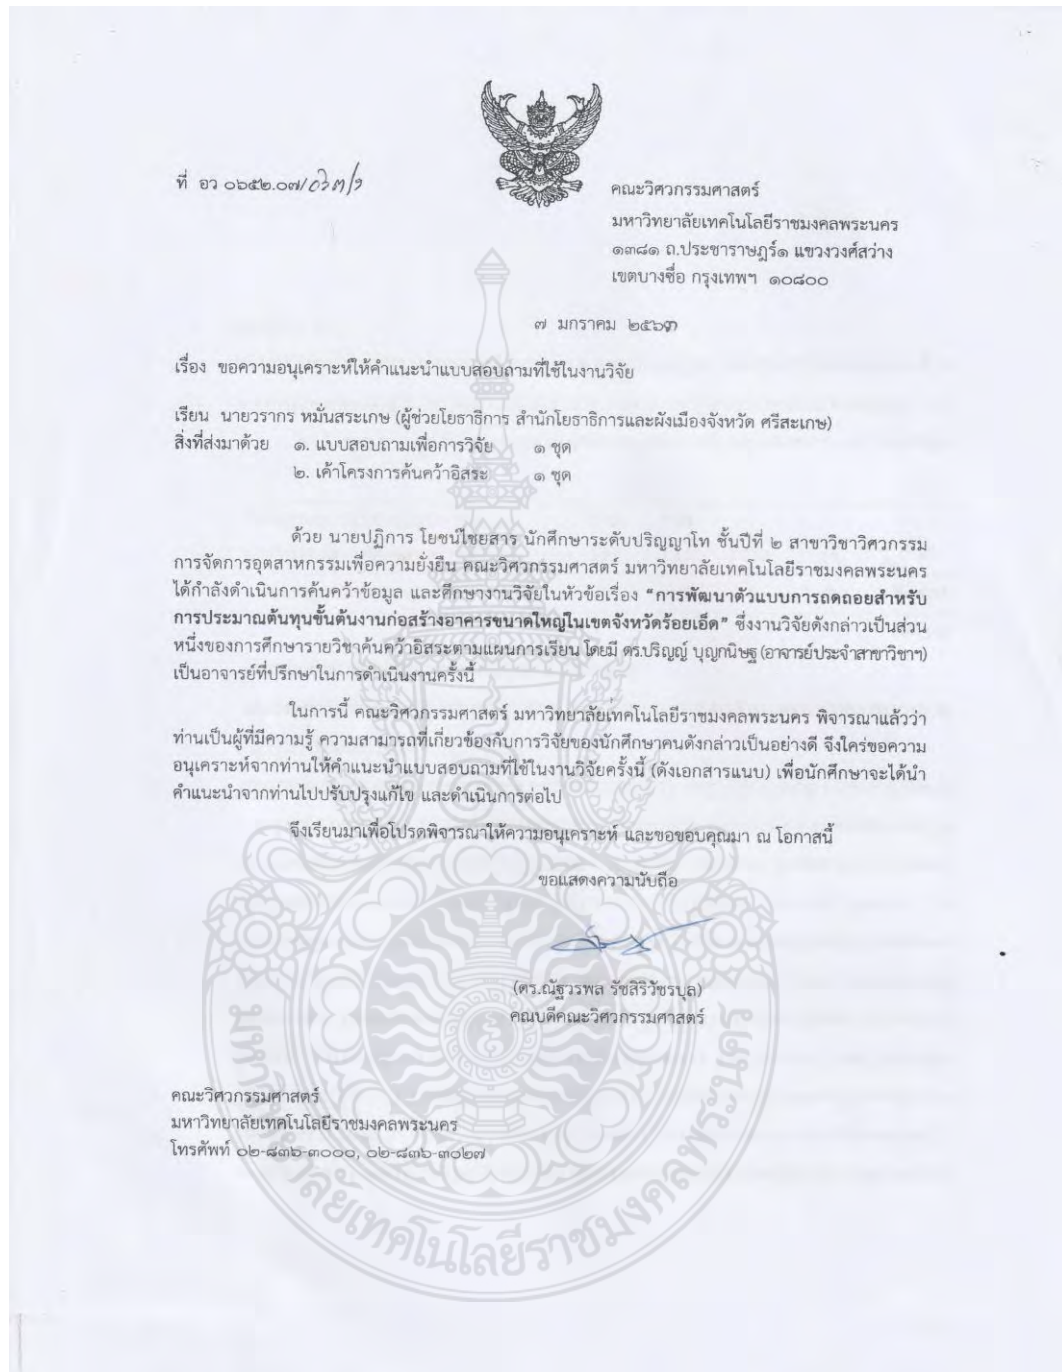 ที่ อว ๐๖๕๒.๐๗/
คณะวิศวกรรมศาสตร์
มหาวิทยาลัยเทคโนโลยีราชมงคลพระนคร
๑๓๘๑ ถ.ประชาราษฎร์๑ แขวงวงศ์สว่าง
เขตบางซื่อ กรุงเทพฯ ๑๐๘๐๐
๗ มกราคม ๒๕๖๓
เรื่อง ขอความอนุเคราะห์ให้คำแนะนำแบบสอบถามที่ใช้ในงานวิจัย
เรียน นายวรากร หมั่นสระเกษ (ผู้ช่วยโยธาธิการ สำนักโยธาธิการและผังเมืองจังหวัด ศรีสะเกษ)
สิ่งที่ส่งมาด้วย ๑. แบบสอบถามเพื่อการวิจัย ๑ ชุด
๒. เค้าโครงการค้นคว้าอิสระ ๑ ชุด
ด้วย นายปฏิการ โยชน์ไชยสาร นักศึกษาระดับปริญญาโท ชั้นปีที่ ๒ สาขาวิชาวิศวกรรม
การจัดการอุตสาหกรรมเพื่อความยั่งยืน คณะวิศวกรรมศาสตร์ มหาวิทยาลัยเทคโนโลยีราชมงคลพระนคร
ได้กำลังดำเนินการค้นคว้าข้อมูล และศึกษางานวิจัยในหัวข้อเรื่อง “การพัฒนาตัวแบบการถดถอยสำหรับ
การประมาณต้นทุนขั้นต้นงานก่อสร้างอาคารขนาดใหญ่ในเขตจังหวัดร้อยเอ็ด” ซึ่งงานวิจัยดังกล่าวเป็นส่วน
หนึ่งของการศึกษารายวิชาค้นคว้าอิสระตามแผนการเรียน โดยมี ดร.ปริญญ์ บุญกนิษฐ (อาจารย์ประจำสาขาวิชาฯ)
เป็นอาจารย์ที่ปรึกษาในการดำเนินงานครั้งนี้
ในการนี้ คณะวิศวกรรมศาสตร์ มหาวิทยาลัยเทคโนโลยีราชมงคลพระนคร พิจารณาแล้วว่า
ท่านเป็นผู้ที่มีความรู้ ความสามารถที่เกี่ยวข้องกับการวิจัยของนักศึกษาคนดังกล่าวเป็นอย่างดี จึงใคร่ขอความ
อนุเคราะห์จากท่านให้คำแนะนำแบบสอบถามที่ใช้ในงานวิจัยครั้งนี้ (ดังเอกสารแนบ) เพื่อนักศึกษาจะได้นำ
คำแนะนำจากท่านไปปรับปรุงแก้ไข และดำเนินการต่อไป
จึงเรียนมาเพื่อโปรดพิจารณาให้ความอนุเคราะห์ และขอขอบคุณมา ณ โอกาสนี้
ขอแสดงความนับถือ
(ดร.ณัฐวรพล รัชสิริวัชรบุล)
คณบดีคณะวิศวกรรมศาสตร์
คณะวิศวกรรมศาสตร์
มหาวิทยาลัยเทคโนโลยีราชมงคลพระนคร
โทรศัพท์ ๐๒-๘๓๖-๓๐๐๐, ๐๒-๘๓๖-๓๐๒๗
มหาวิทยาลัยเทคโนโลยีราชมงคลพระนคร